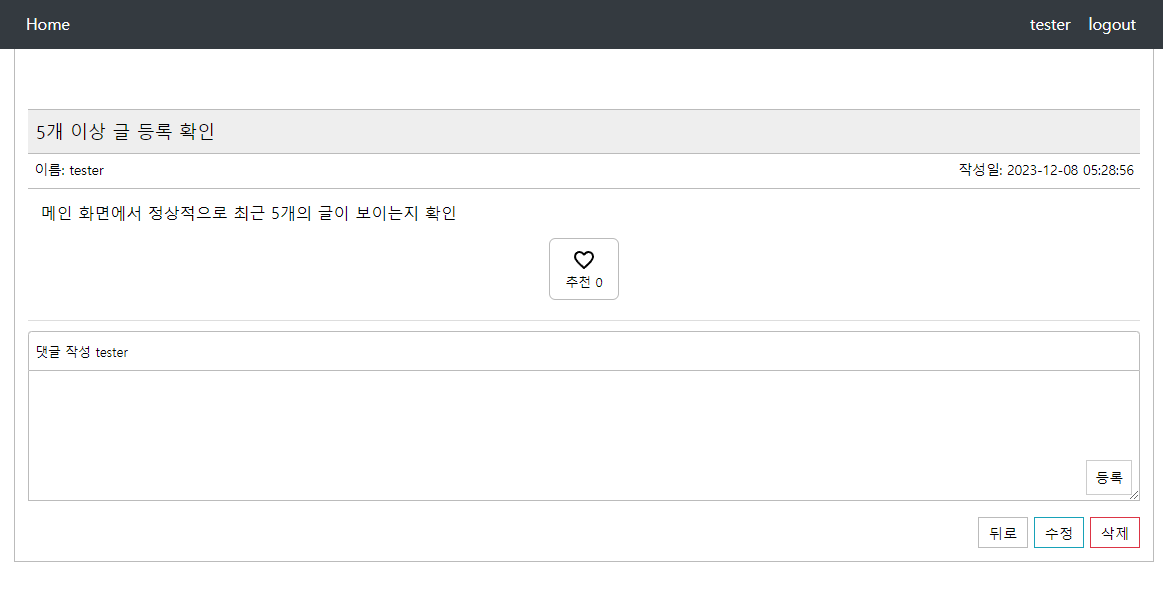 Home tester logout
5개 이상 글 등록 확인
이름: tester 작성일: 2023-12-08 05:28:56
메인 화면에서 정상적으로 최근 5개의 글이 보이는지 확인
추천 0
댓글 작성 tester
등록
뒤로 수정 삭제